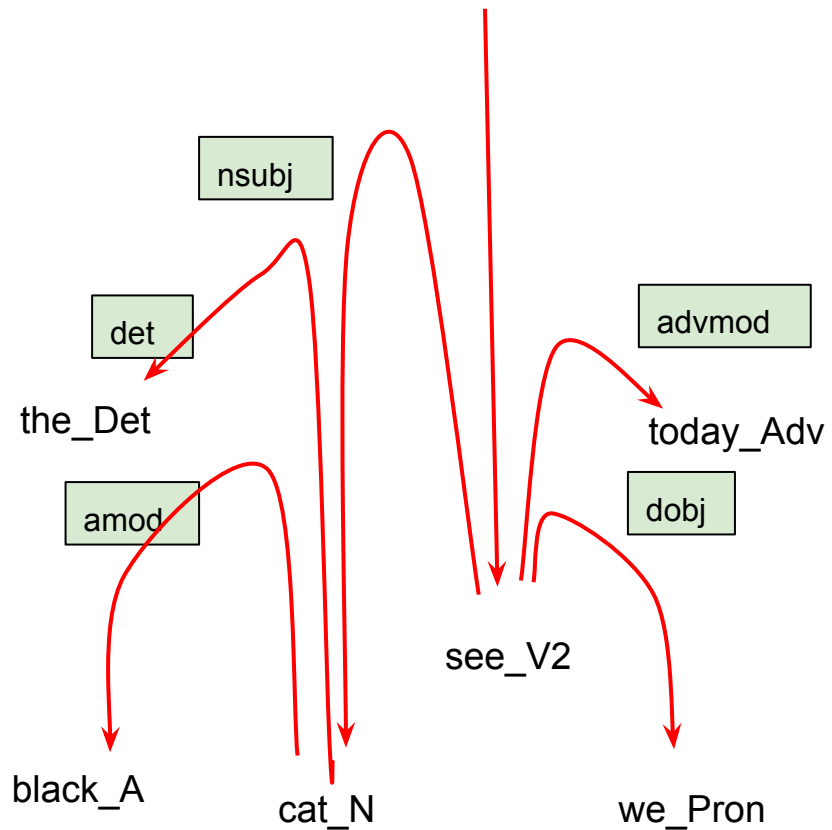 nsubj
det
advmod
the_Det
today_Adv
amod
dobj
see_V2
black_A
cat_N
we_Pron